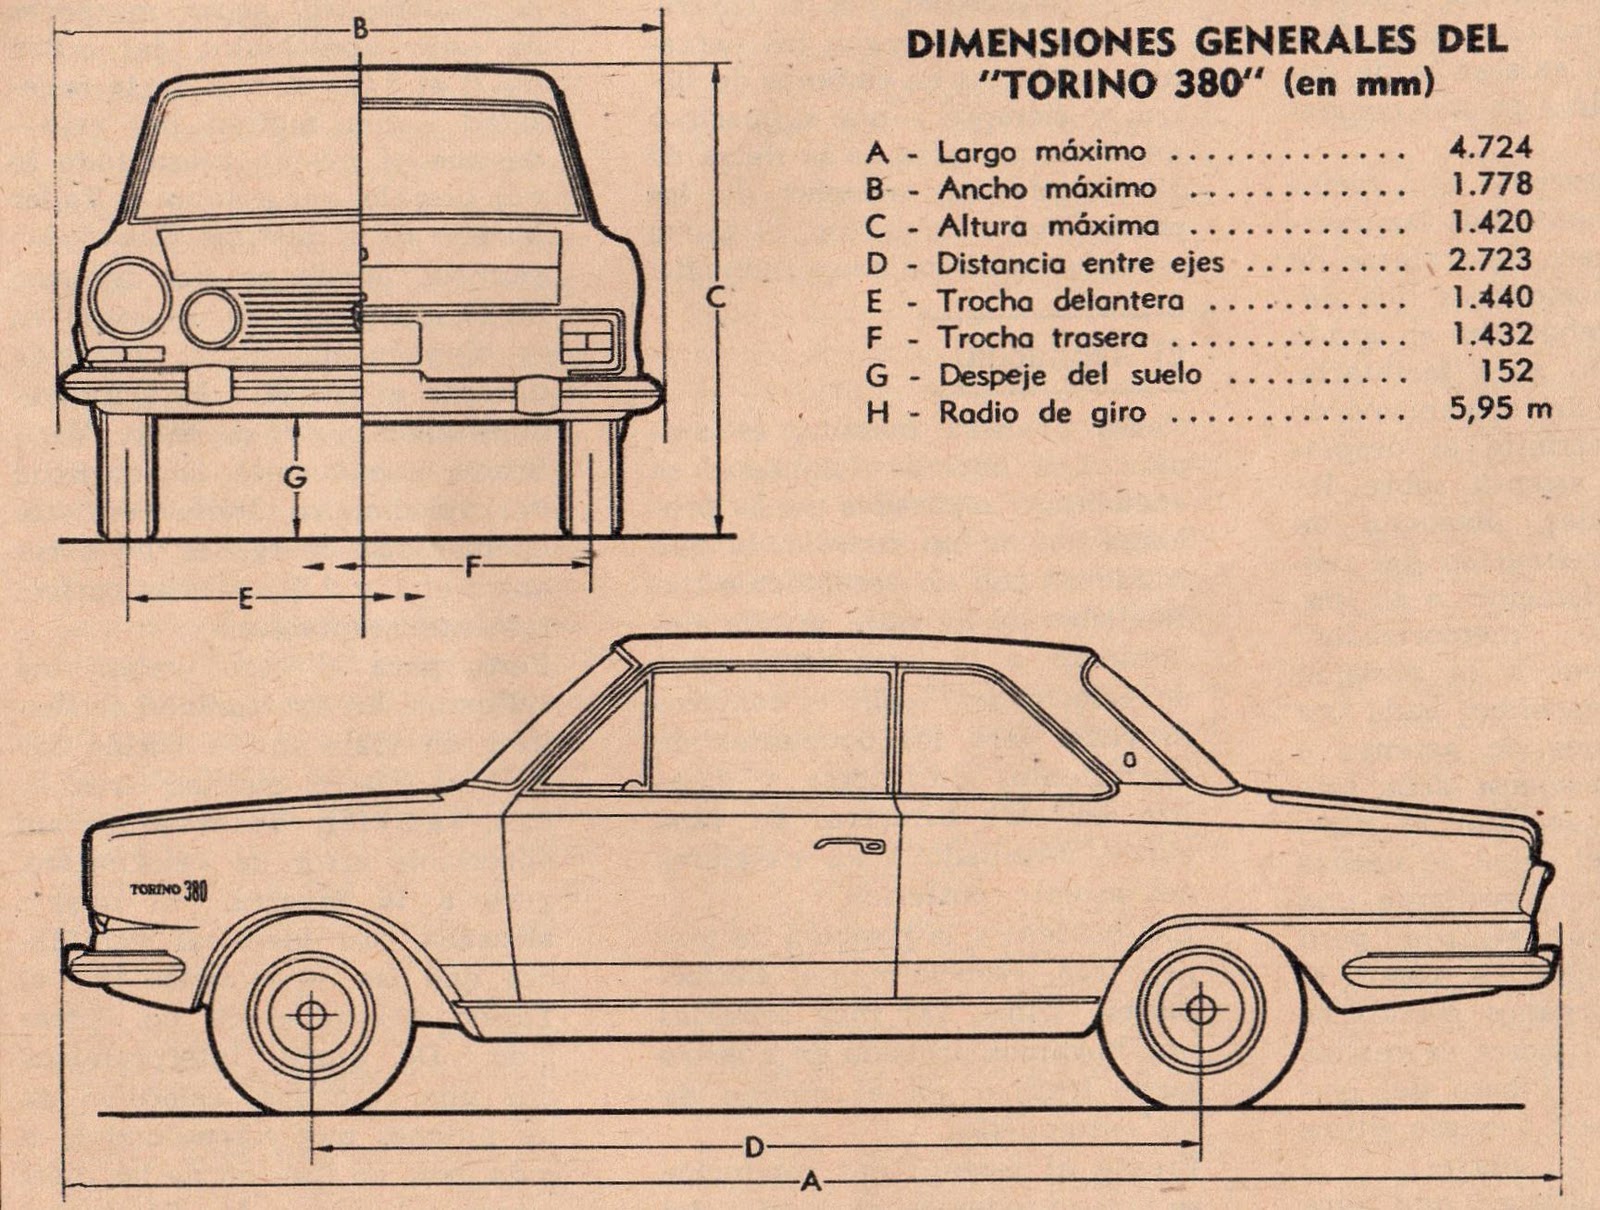 B
DIMENSIONES GENERALES DEL
"TORINO 380" (en mm)
A - Largo máximo ............. 4.724
B - Ancho máximo ............ 1.778
C - Altura máxima ............ 1.420
D - Distancia entre ejes ......... 2.723
E - Trocha delantera ........... 1.440
F - Trocha trasera ............. 1.432
G - Despeje del suelo .......... 152
H - Radio de giro ............. 5,95 m
C
G
F
E
TORINO 380
D
A